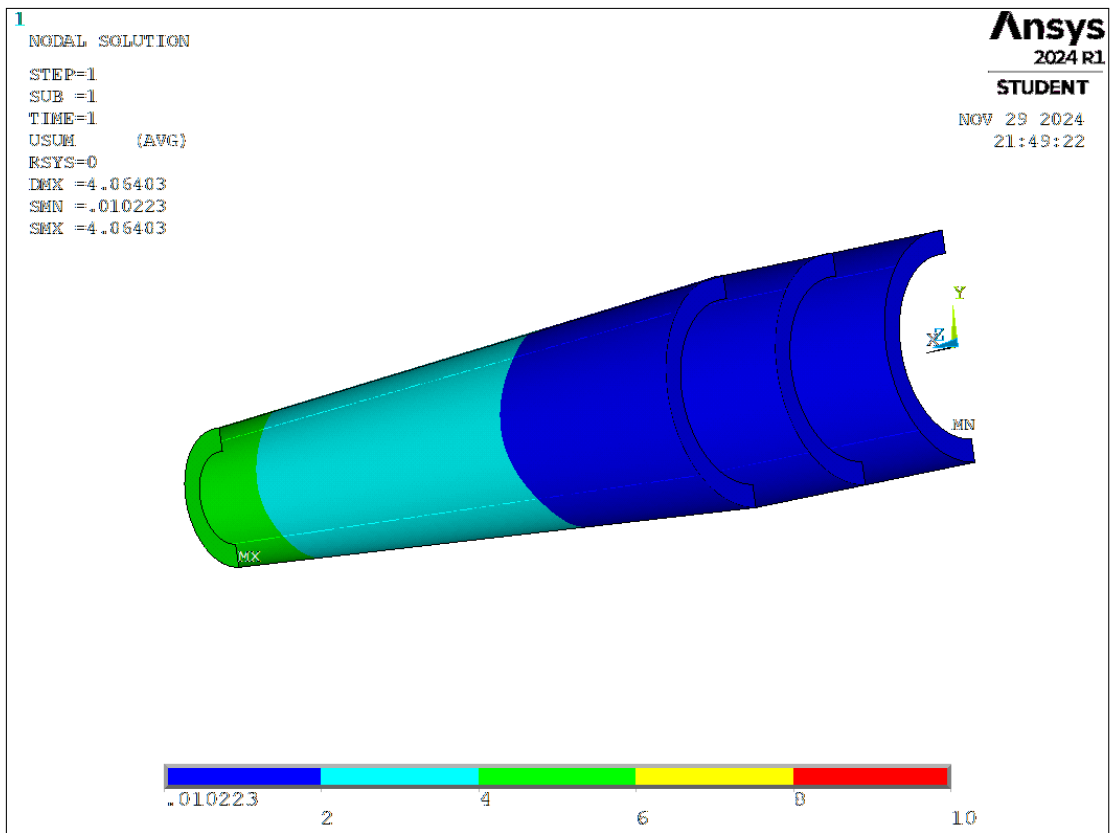 1
NODAL SOLUTION
STEP=1
SUB =1
TIME=1
USUM (AVG)
RSYS=0
DMX =4.06403
SMN =.010223
SMX =4.06403
Ansys
2024 R1
STUDENT
NOV 29 2024
21:49:22
Y
X Z
MN
MX
.010223 4 8
2 6 10